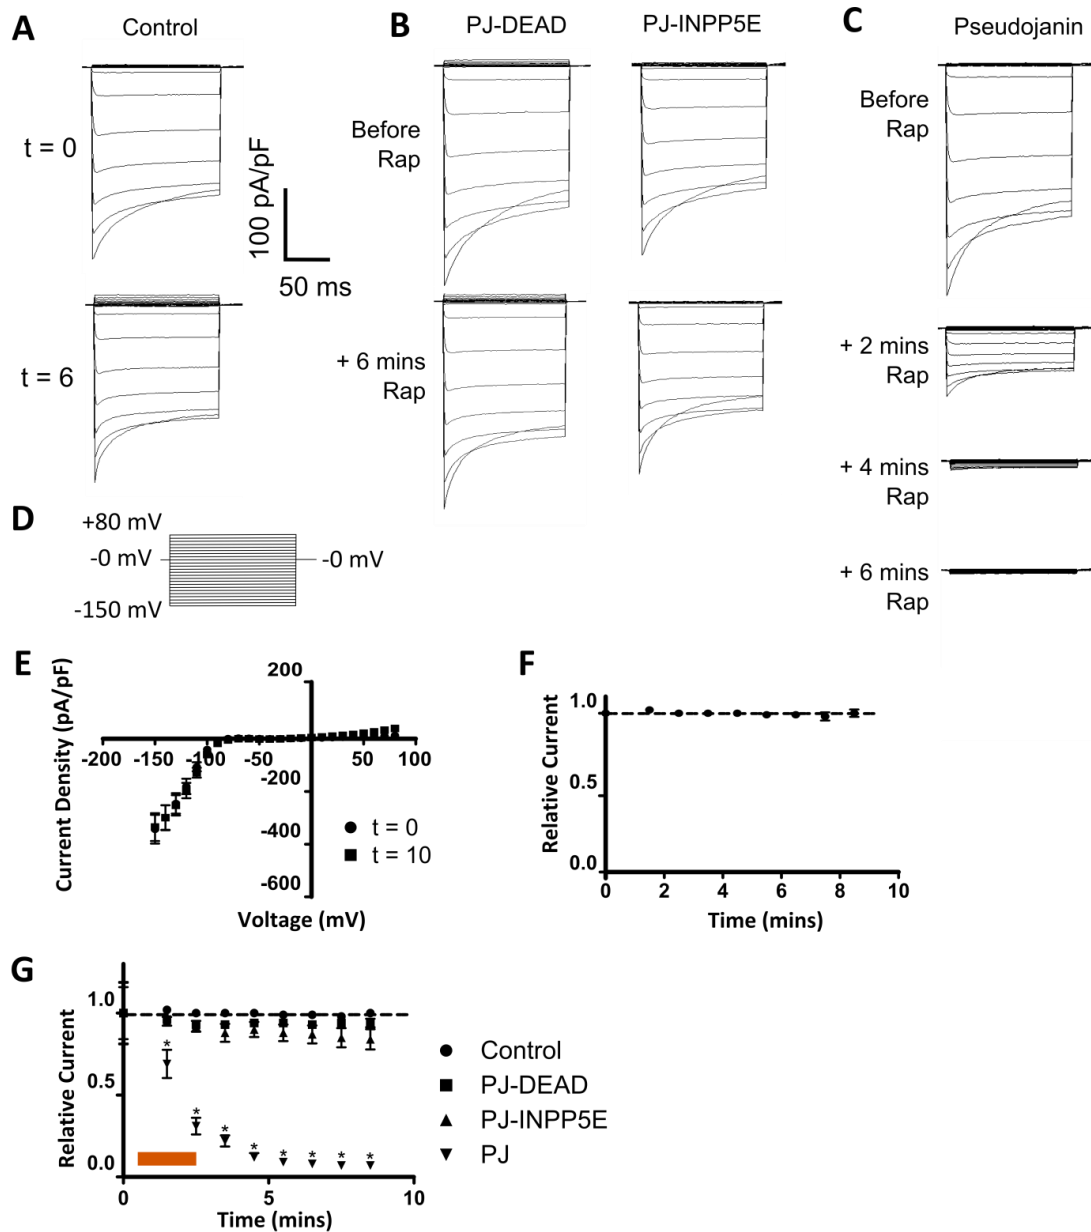 A
Control
B
PJ-DEAD
PJ-INPP5E
C
Pseudojanin
t = 0
100 pA/pF
50 ms
Before
Rap
Before
Rap
t = 6
+ 6 mins
Rap
+ 2 mins
Rap
+ 4 mins
Rap
+ 6 mins
Rap
D
+80 mV
-0 mV
-0 mV
-150 mV
E
Current Density (pA/pF)
200
-200
-150
-100
-50
50
100
-200
-400
-600
t = 0
t = 10
Voltage (mV)
F
Relative Current
1.0
0.5
0.0
0
2
4
6
8
10
Time (mins)
G
Relative Current
1.0
0.5
0.0
* * * * * * * *
0
5
10
Time (mins)
Control
PJ-DEAD
PJ-INPP5E
PJ